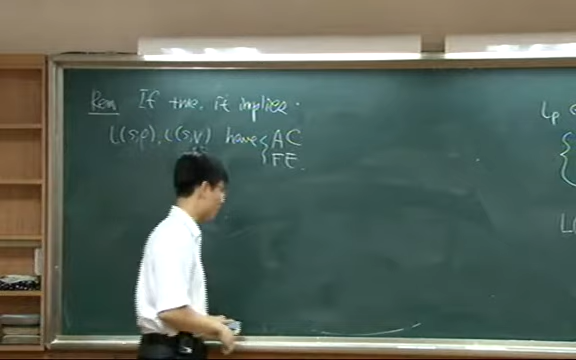 Rem If true, it implies.
L(s,ρ), L(s,γ) have { AC
FE.
Lp
{
L(